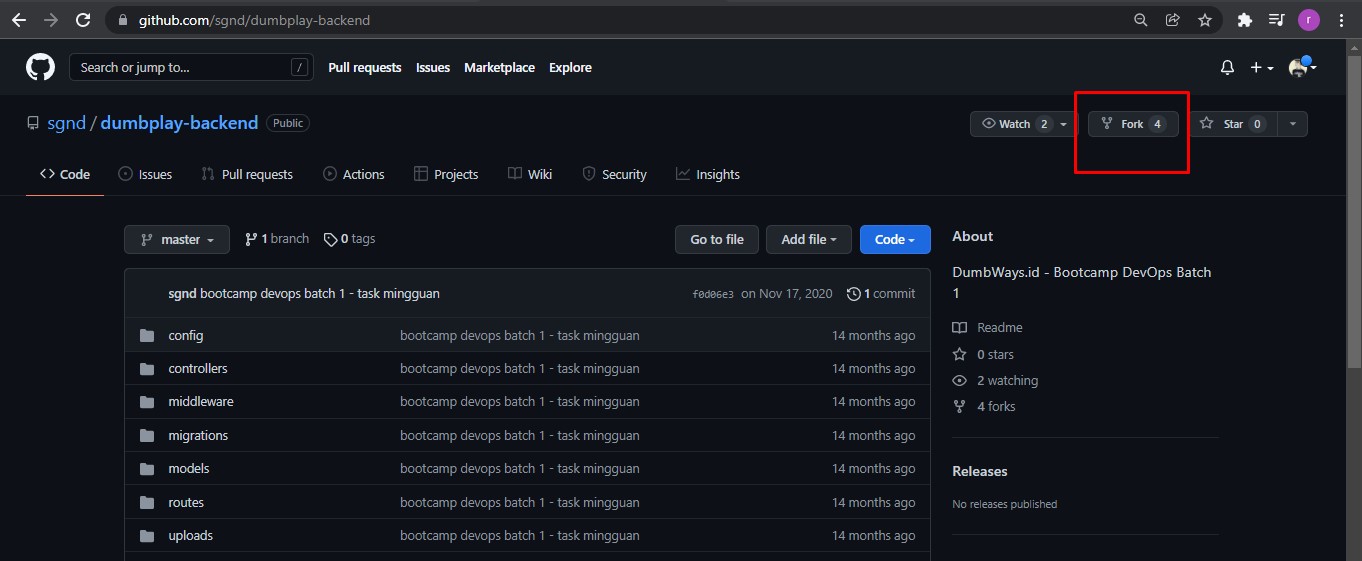 github.com/sgnd/dumbplay-backend
r
Search or jump to... /
Pull requests Issues Marketplace Explore
sgnd / dumbplay-backend Public
Watch 2 Fork 4 Star 0
Code Issues Pull requests Actions Projects Wiki Security Insights
master 1 branch 0 tags Go to file Add file Code
sgnd bootcamp devops batch 1 - task mingguan f0d06e3 on Nov 17, 2020 1 commit
config bootcamp devops batch 1 - task mingguan 14 months ago
controllers bootcamp devops batch 1 - task mingguan 14 months ago
middleware bootcamp devops batch 1 - task mingguan 14 months ago
migrations bootcamp devops batch 1 - task mingguan 14 months ago
models bootcamp devops batch 1 - task mingguan 14 months ago
routes bootcamp devops batch 1 - task mingguan 14 months ago
uploads bootcamp devops batch 1 - task mingguan 14 months ago
About
DumbWays.id - Bootcamp DevOps Batch
1
Readme
0 stars
2 watching
4 forks
Releases
No releases published